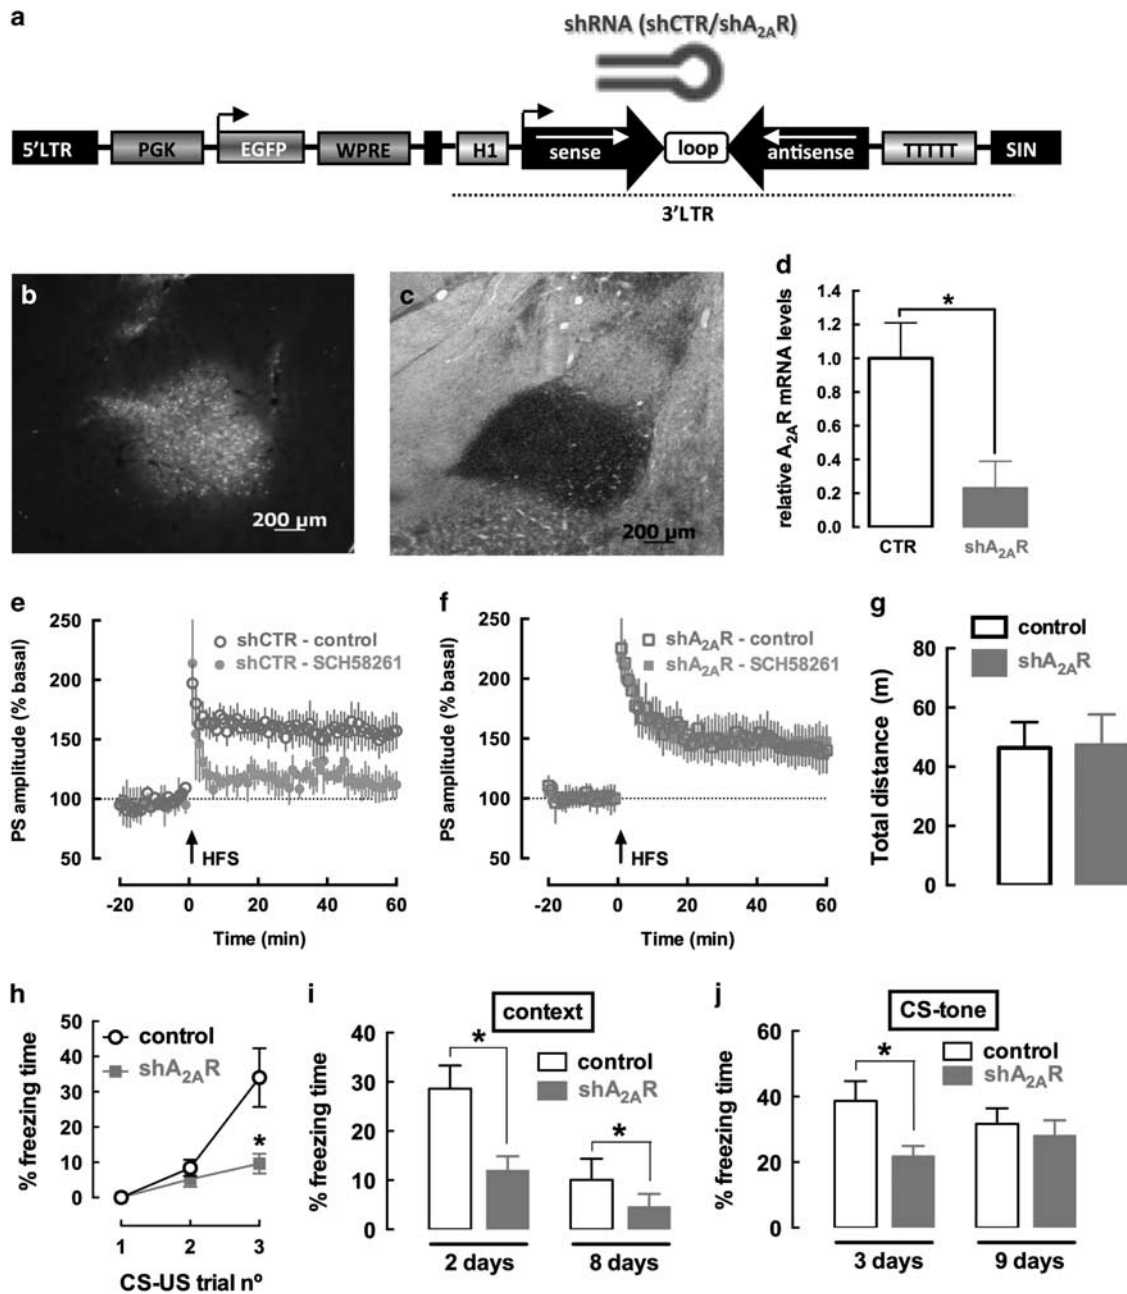 a
shRNA (shCTR/shA2AR)
5'LTR PGK EGFP WPRE H1 sense loop antisense TTTTT SIN
3'LTR
b
200 µm
c
200 µm
d
relative A2AR mRNA levels
1.4
1.2
1.0
0.8
0.6
0.4
0.2
0.0
*
CTR shA2AR
e
PS amplitude (% basal)
250
200
150
100
50
shCTR - control
shCTR - SCH58261
HFS
-20 0 20 40 60
Time (min)
f
PS amplitude (% basal)
250
200
150
100
50
shA2AR - control
shA2AR - SCH58261
HFS
-20 0 20 40 60
Time (min)
g
control
shA2AR
Total distance (m)
80
60
40
20
0
h
% freezing time
50
40
30
20
10
0
control
shA2AR
*
1 2 3
CS-US trial nº
i
context
% freezing time
40
30
20
10
0
control
shA2AR
*
*
2 days 8 days
j
CS-tone
% freezing time
60
40
20
0
control
shA2AR
*
3 days 9 days